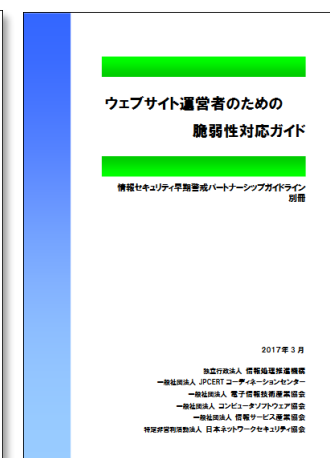 ウェブサイト運営者のための
脆弱性対応ガイド
情報セキュリティ早期警戒パートナーシップガイドライン
別冊
2017年3月
独立行政法人 情報処理推進機構
一般社団法人 JPCERT コーディネーションセンター
一般社団法人 電子情報技術産業協会
一般社団法人 コンピュータソフトウェア協会
一般社団法人 情報サービス産業協会
特定非営利活動法人 日本ネットワークセキュリティ協会